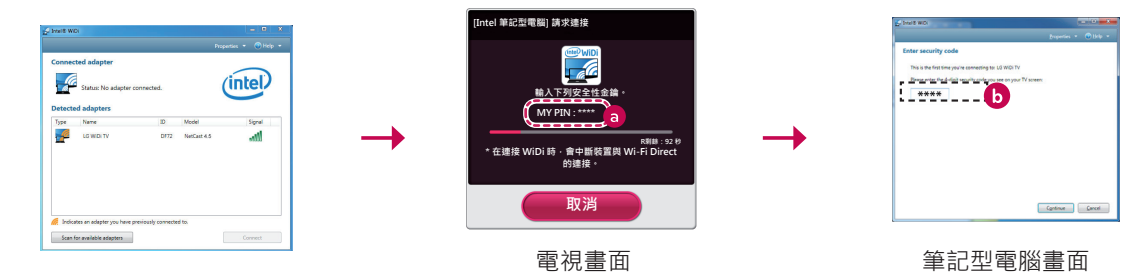 Intel® WiDi
Properties Help
Connected adapter
Status: No adapter connected.
intel
Detected adapters
Type Name ID Model Signal
LG WiDi TV DF72 NetCast 4.5
Indicates an adapter you have previously connected to.
Scan for available adapters Connect
[Intel 筆記型電腦] 請求連接
intel WiDi
輸入下列安全性金鑰。
MY PIN : ****
a
R剩餘 : 92 秒
* 在連接 WiDi 時，會中斷裝置與 Wi-Fi Direct
的連接。
取消
電視畫面
Intel® WiDi
Properties Help
Enter security code
This is the first time you're connecting to: LG WiDi TV
Please enter the 4-digit security code you see on your TV screen
****
b
Continue Cancel
筆記型電腦畫面